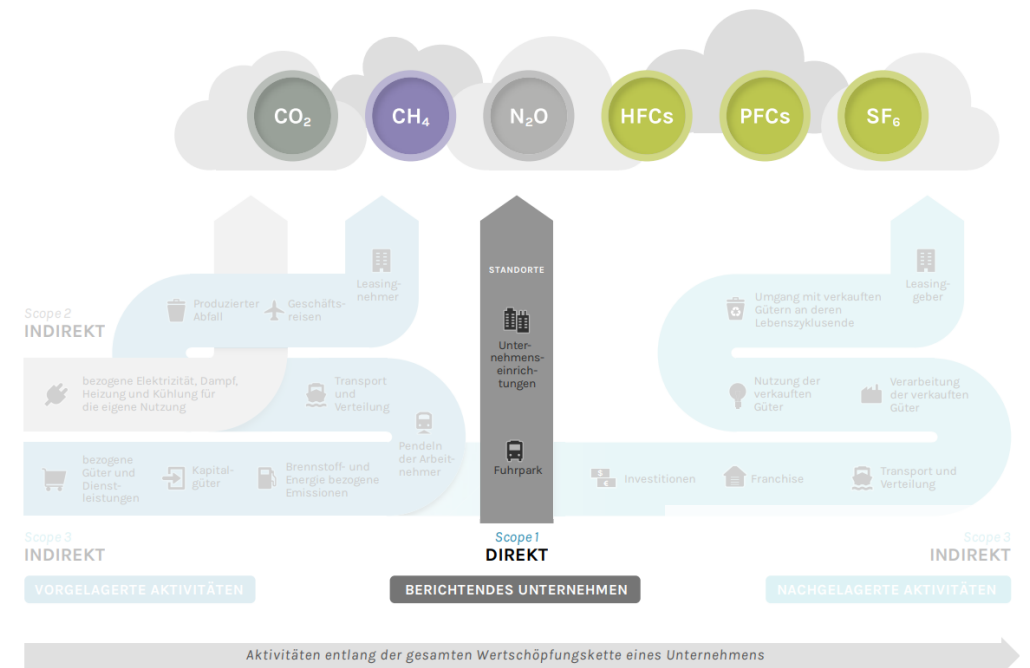 CO₂
CH₄
N₂O
HFCs
PFCs
SF₆
STANDORTE
Unter-
nehmens-
einrich-
tungen
Fuhrpark
Leasing-
nehmer
Produzierter
Abfall
Geschäfts-
reisen
Scope 2
INDIREKT
bezogene Elektrizität, Dampf,
Heizung und Kühlung für
die eigene Nutzung
Transport
und
Verteilung
Pendeln
der Arbeit-
nehmer
bezogene
Güter und
Dienst-
leistungen
Kapital-
güter
Brennstoff- und
Energie bezogene
Emissionen
Leasing-
geber
Umgang mit verkauften
Gütern an deren
Lebenszyklusende
Nutzung der
verkauften
Güter
Verarbeitung
der verkauften
Güter
Investitionen
Franchise
Transport und
Verteilung
Scope 3
INDIREKT
Scope 1
DIREKT
Scope 3
INDIREKT
VORGELAGERTE AKTIVITÄTEN
BERICHTENDES UNTERNEHMEN
NACHGELAGERTE AKTIVITÄTEN
Aktivitäten entlang der gesamten Wertschöpfungskette eines Unternehmens